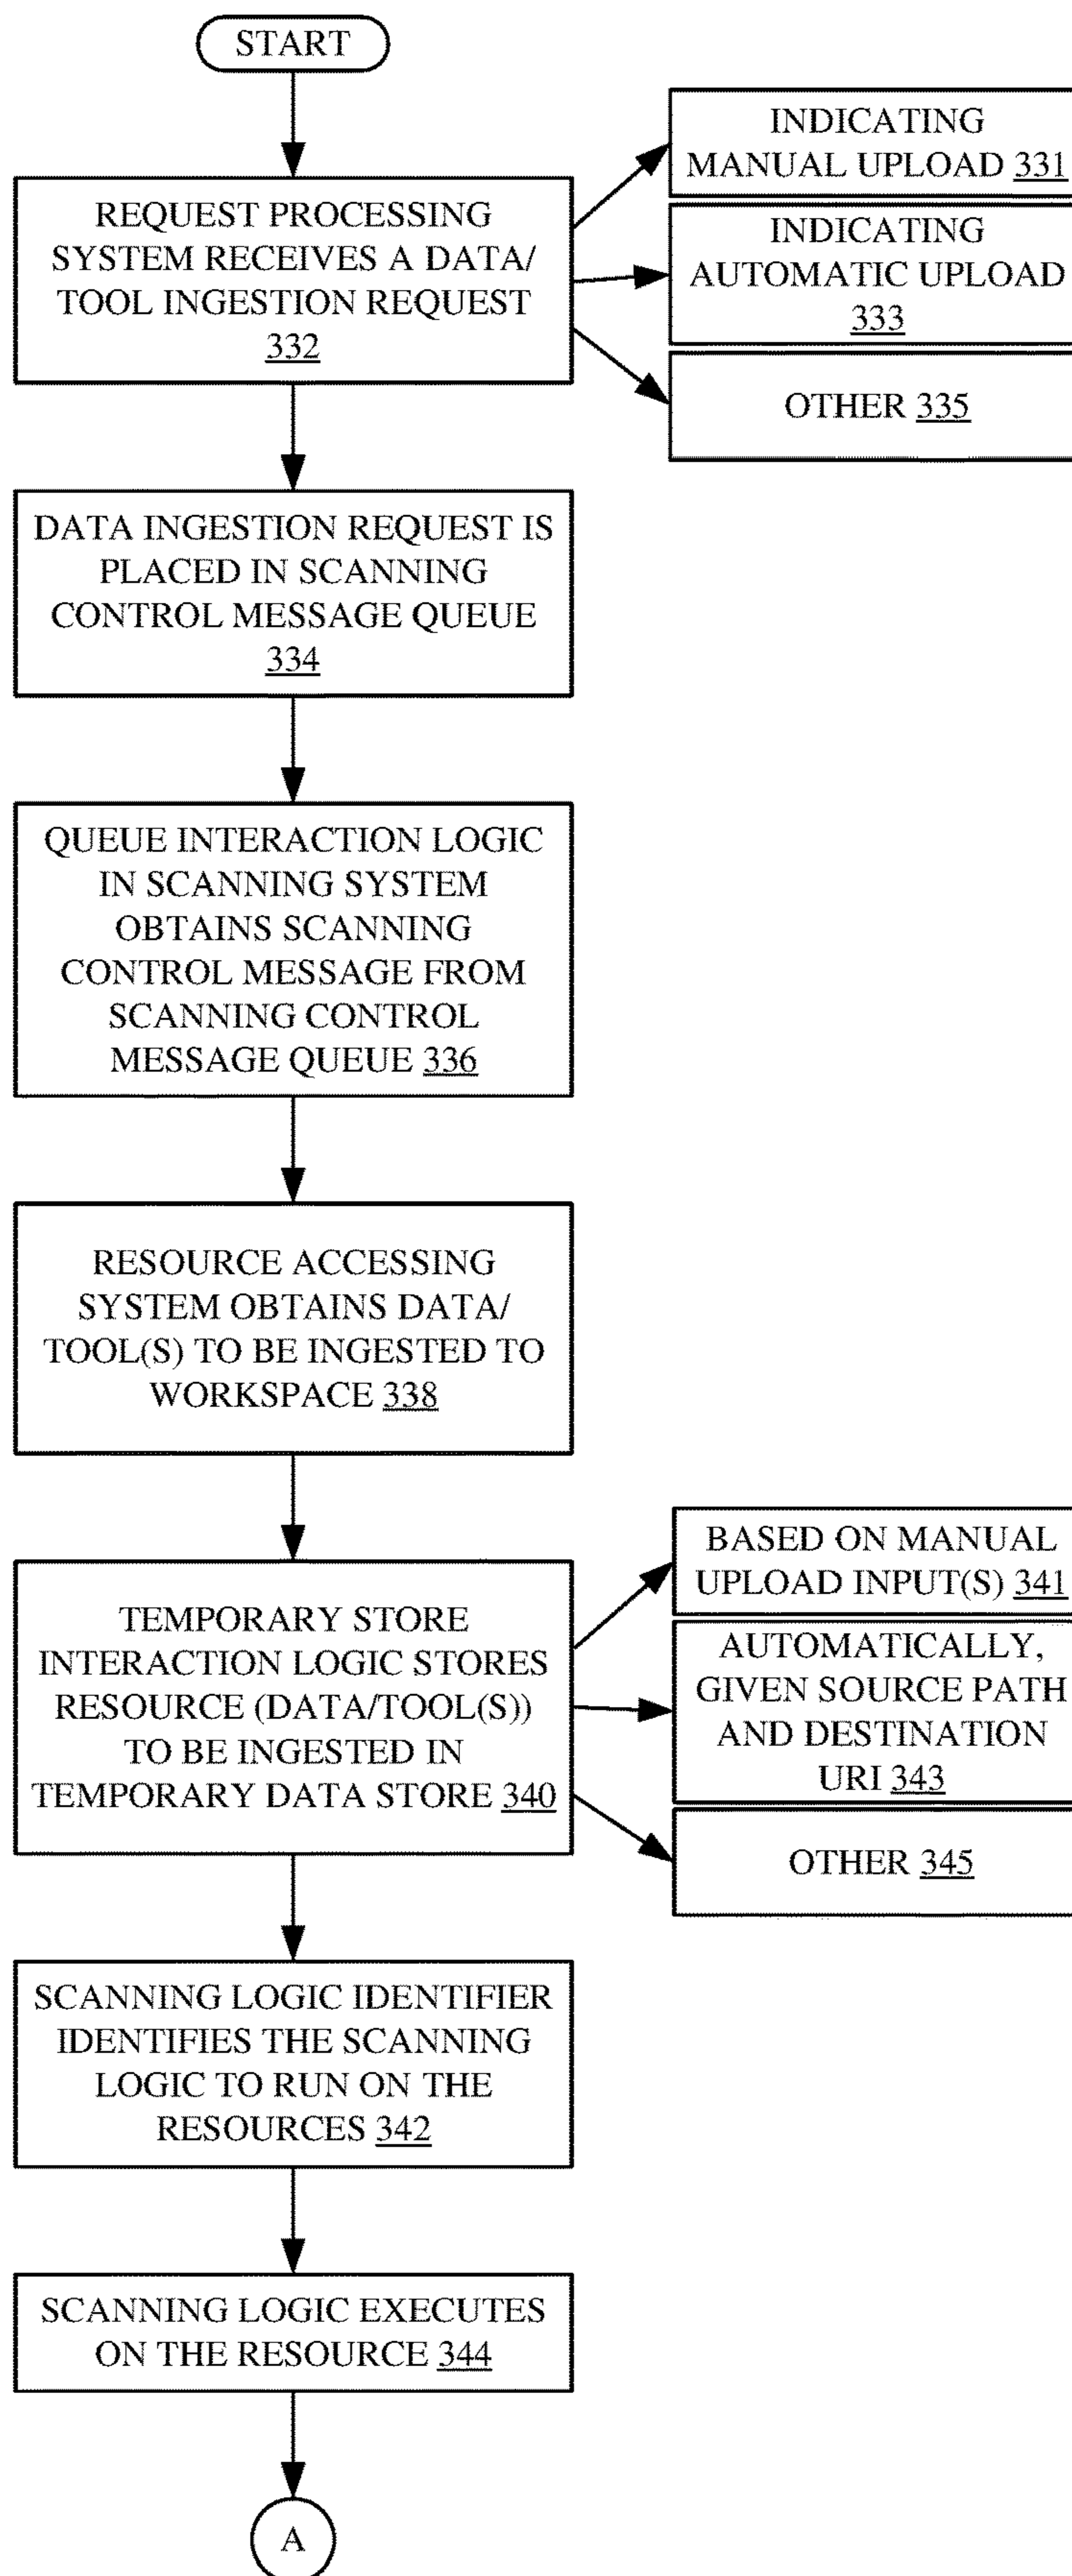 START
REQUEST PROCESSING
SYSTEM RECEIVES A DATA/
TOOL INGESTION REQUEST
332
INDICATING
MANUAL UPLOAD 331
INDICATING
AUTOMATIC UPLOAD
333
OTHER 335
DATA INGESTION REQUEST IS
PLACED IN SCANNING
CONTROL MESSAGE QUEUE
334
QUEUE INTERACTION LOGIC
IN SCANNING SYSTEM
OBTAINS SCANNING
CONTROL MESSAGE FROM
SCANNING CONTROL
MESSAGE QUEUE 336
RESOURCE ACCESSING
SYSTEM OBTAINS DATA/
TOOL(S) TO BE INGESTED TO
WORKSPACE 338
TEMPORARY STORE
INTERACTION LOGIC STORES
RESOURCE (DATA/TOOL(S))
TO BE INGESTED IN
TEMPORARY DATA STORE 340
BASED ON MANUAL
UPLOAD INPUT(S) 341
AUTOMATICALLY,
GIVEN SOURCE PATH
AND DESTINATION
URI 343
OTHER 345
SCANNING LOGIC IDENTIFIER
IDENTIFIES THE SCANNING
LOGIC TO RUN ON THE
RESOURCES 342
SCANNING LOGIC EXECUTES
ON THE RESOURCE 344
A